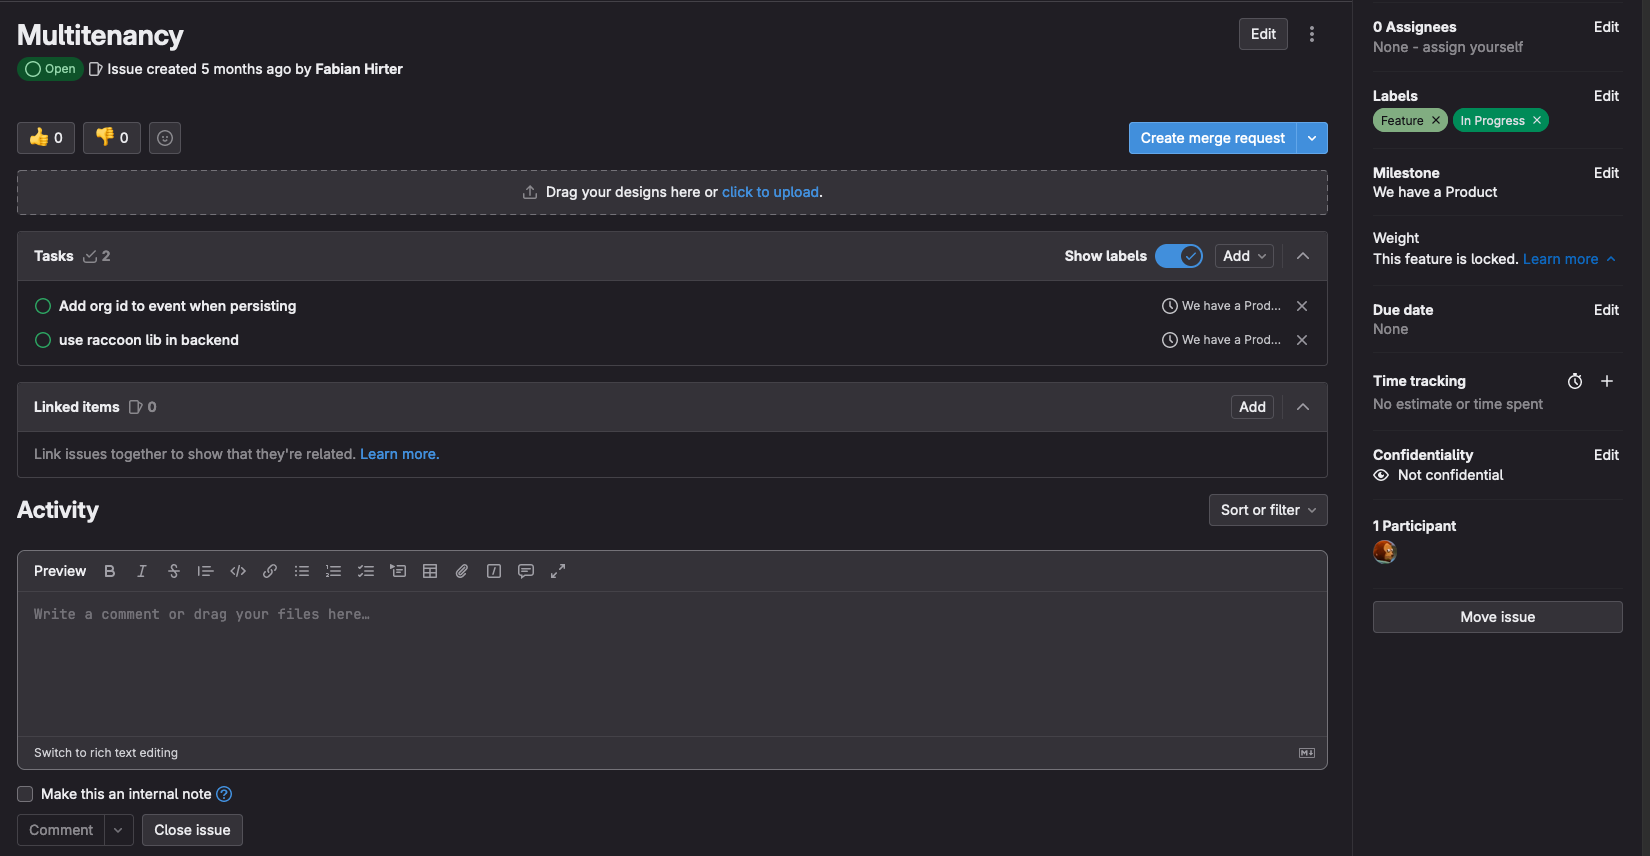 Multitenancy
Edit
Open
Issue created 5 months ago by Fabian Hirter
0
0
Create merge request
Drag your designs here or click to upload.
Tasks 2
Show labels
Add
Add org id to event when persisting
We have a Prod...
use raccoon lib in backend
We have a Prod...
Linked items 0
Add
Link issues together to show that they're related. Learn more.
Activity
Sort or filter
Preview
Write a comment or drag your files here…
Switch to rich text editing
Make this an internal note
Comment
Close issue
0 Assignees
Edit
None - assign yourself
Labels
Edit
Feature
In Progress
Milestone
Edit
We have a Product
Weight
This feature is locked. Learn more
Due date
Edit
None
Time tracking
No estimate or time spent
Confidentiality
Edit
Not confidential
1 Participant
Move issue